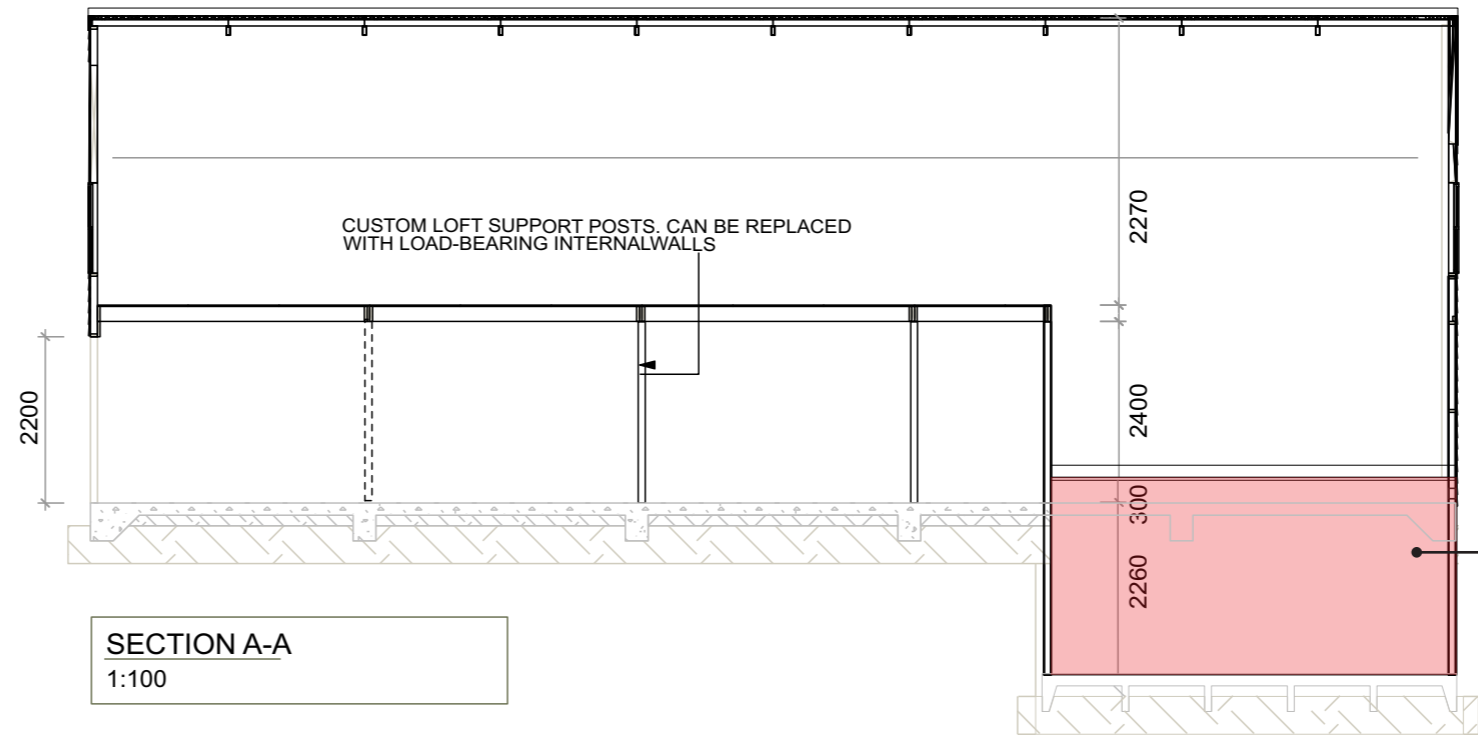 2270
CUSTOM LOFT SUPPORT POSTS. CAN BE REPLACED
WITH LOAD-BEARING INTERNALWALLS
2200
2400
300
2260
SECTION A-A
1:100